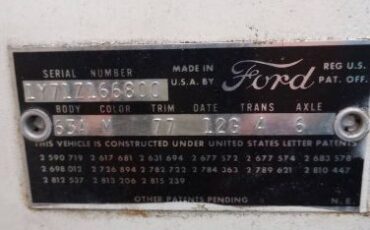 SERIAL NUMBER MADE IN U.S.A. BY Ford REG U.S. PAT. OFF.
1Y71Z166800
BODY COLOR TRIM DATE TRANS AXLE
63A M 77 12G 4 6
THIS VEHICLE IS CONSTRUCTED UNDER UNITED STATES LETTER PATENTS
2 590 719 2 617 681 2 631 694 2 677 572 2 677 574 2 683 578
2 698 012 2 726 894 2 782 722 2 784 363 2 789 621 2 810 447
2 812 537 2 813 206 2 815 239
OTHER PATENTS PENDING